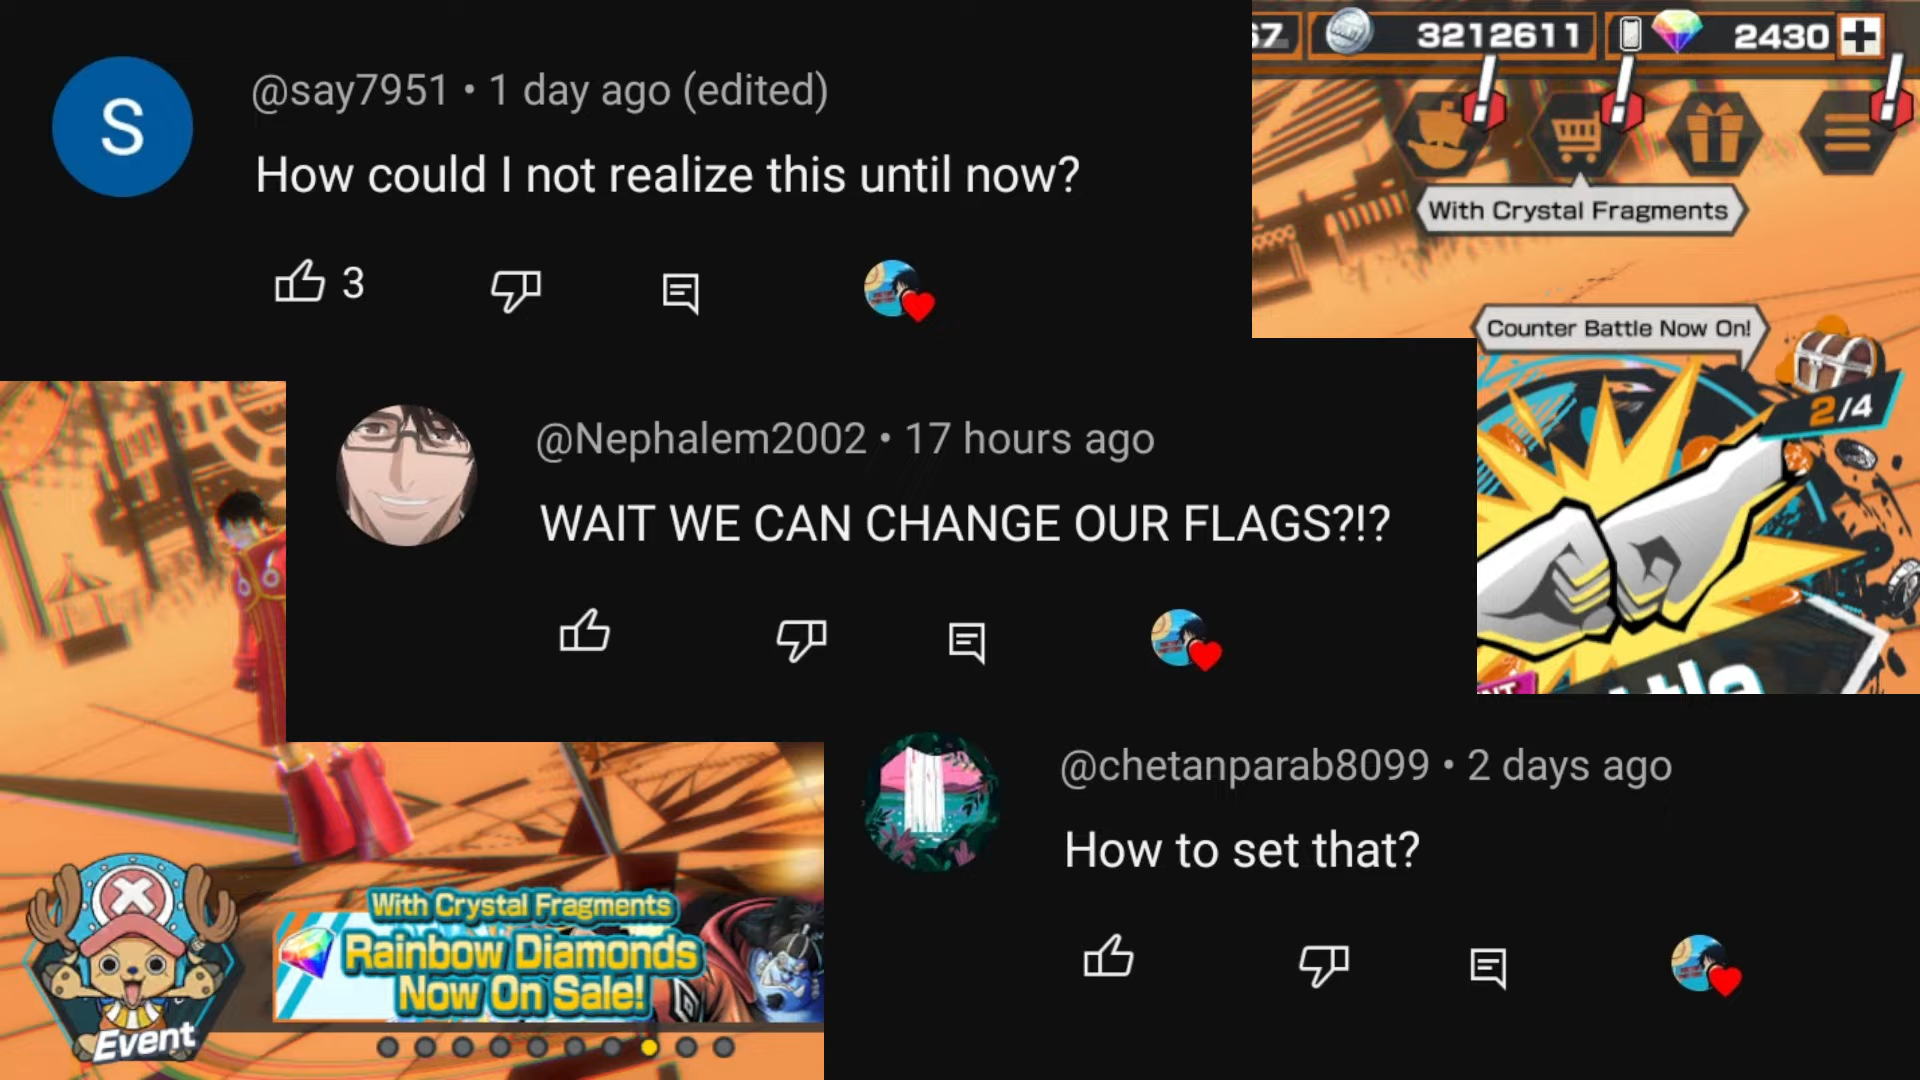 67
3212611
2430
S
@say7951 • 1 day ago (edited)
How could I not realize this until now?
3
With Crystal Fragments
Counter Battle Now On!
2/4
@Nephalem2002 • 17 hours ago
WAIT WE CAN CHANGE OUR FLAGS?!?
@chetanparab8099 • 2 days ago
How to set that?
With Crystal Fragments
Rainbow Diamonds
Now On Sale!
Event